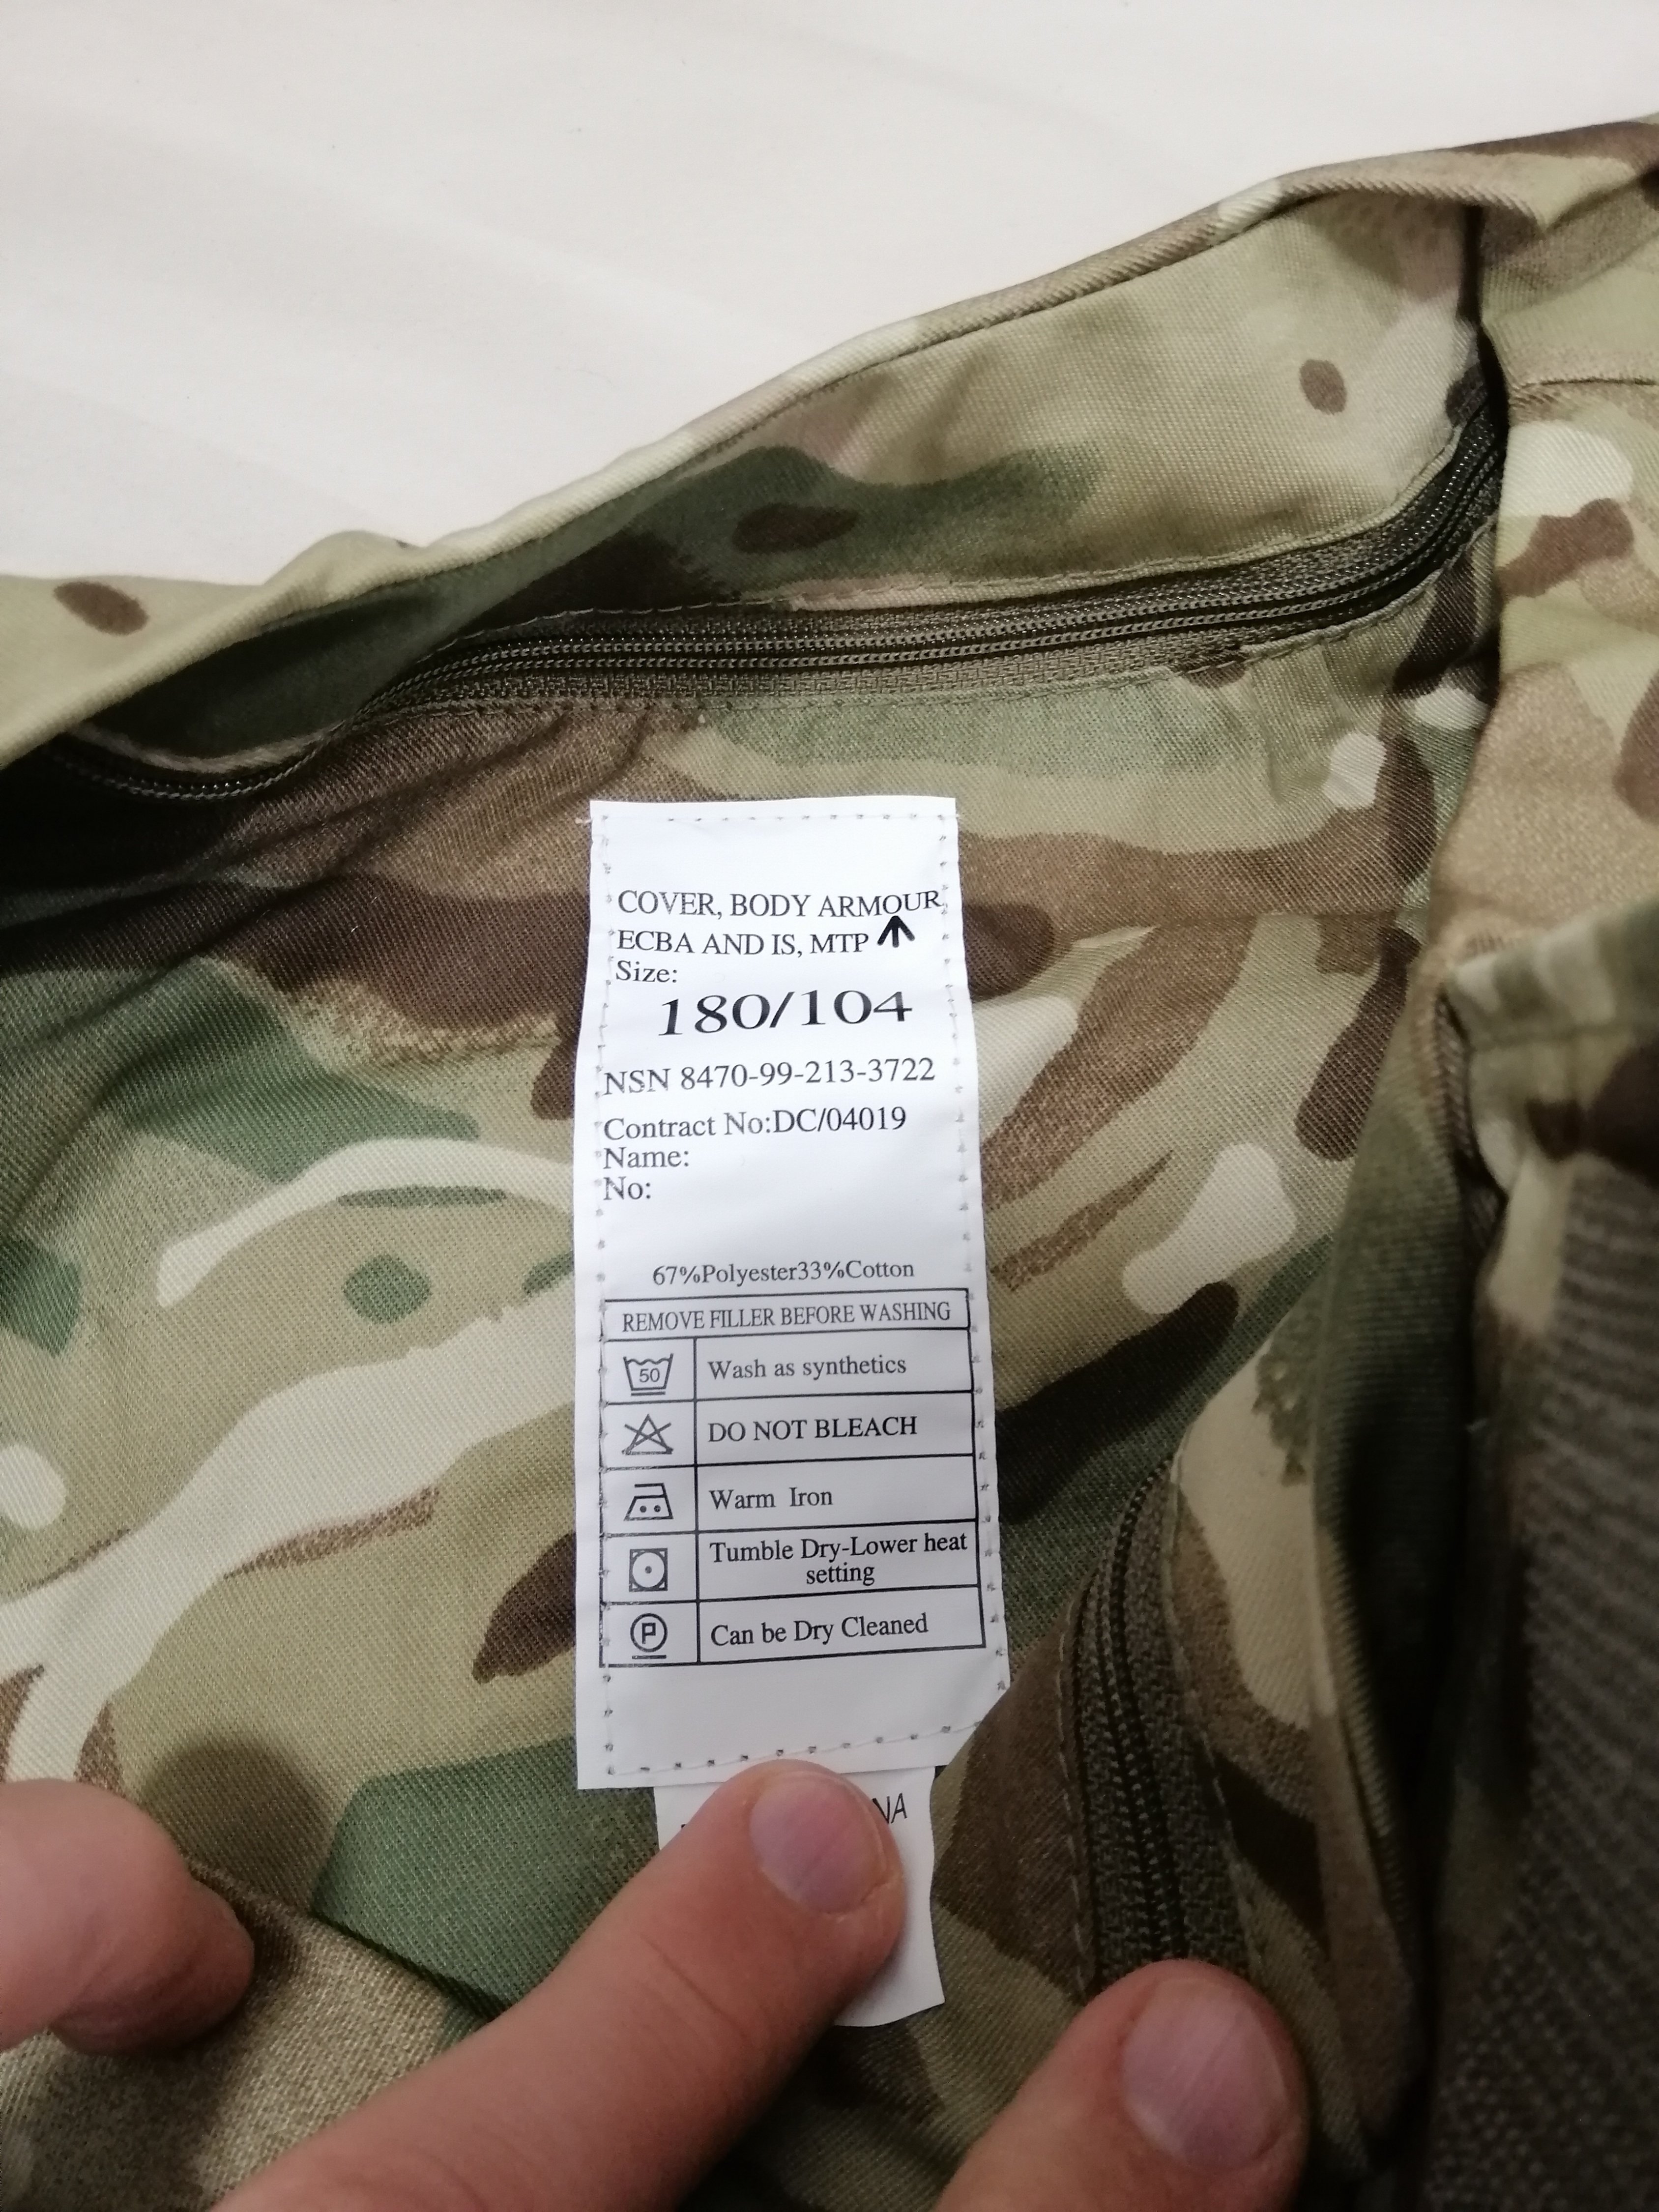 COVER, BODY ARMOUR,
ECBA AND IS, MTP
Size:
180/104
NSN 8470-99-213-3722
Contract No:DC/04019
Name:
No:
67%Polyester33%Cotton
REMOVE FILLER BEFORE WASHING
50 Wash as synthetics
DO NOT BLEACH
Warm Iron
Tumble Dry-Lower heat
setting
P Can be Dry Cleaned